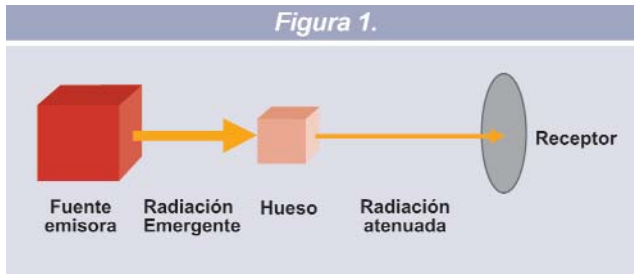 Figura 1.
Receptor
Fuente
emisora
Radiación
Emergente
Hueso
Radiación
atenuada